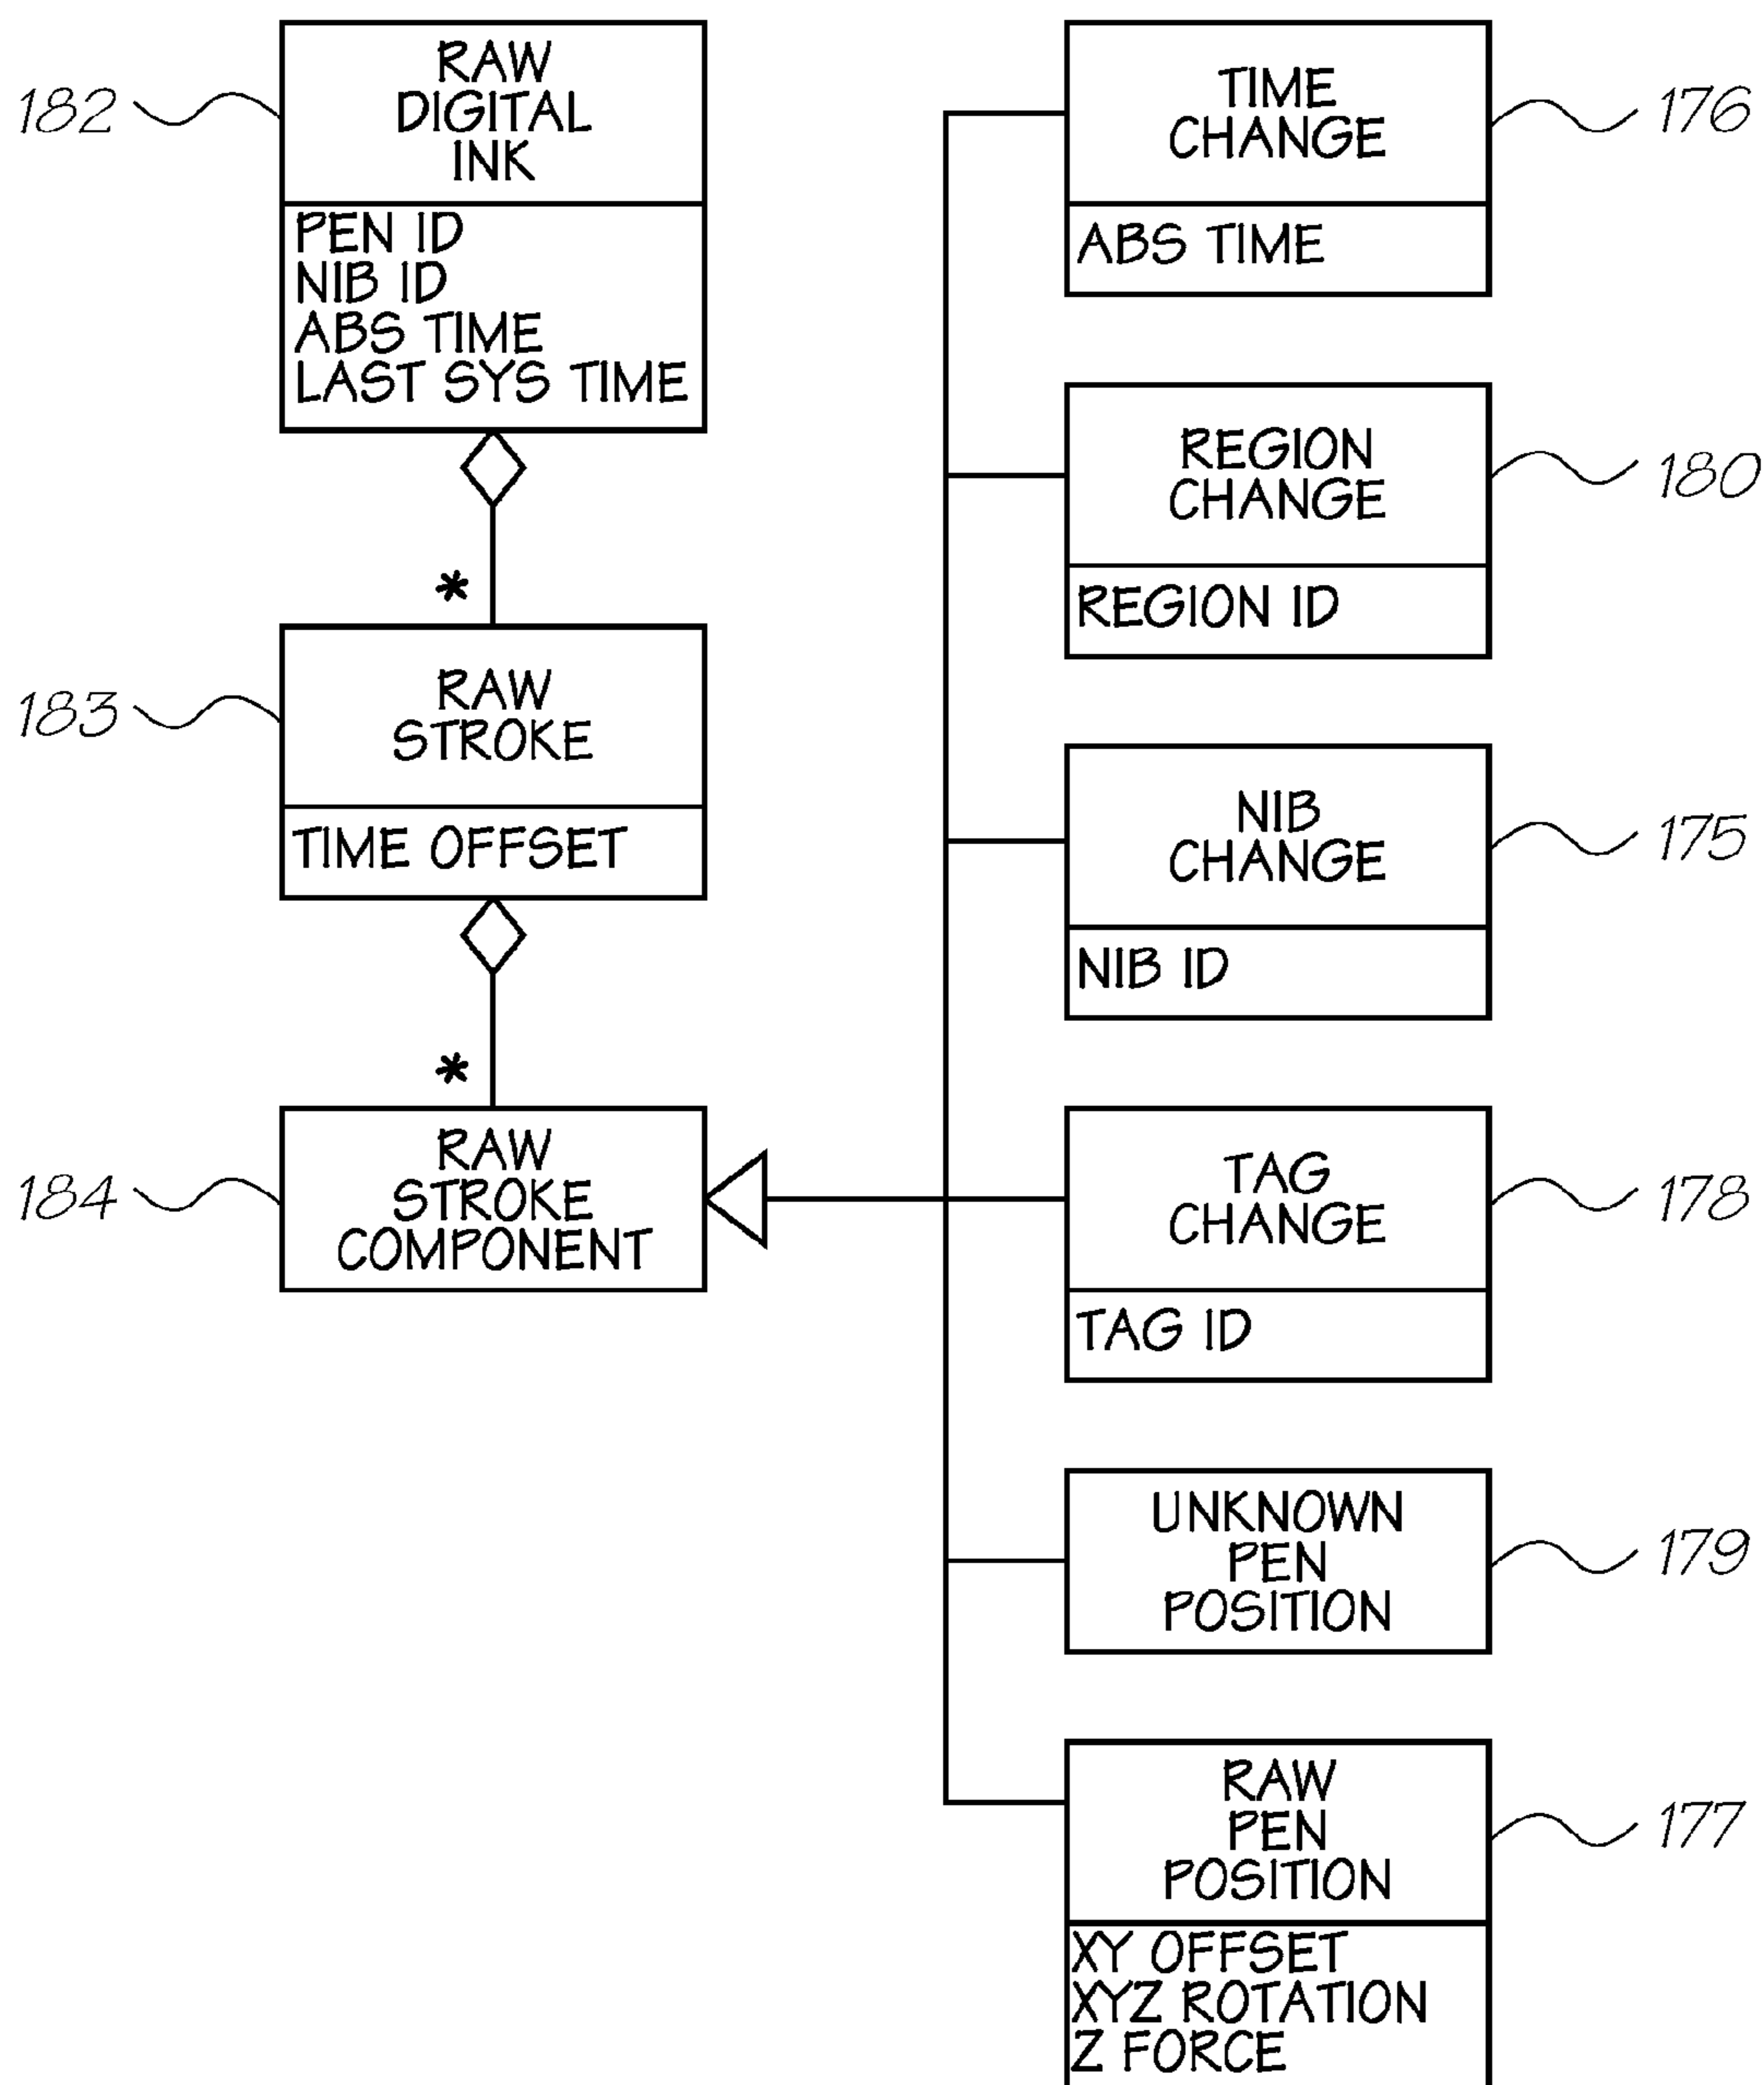 182
RAW
DIGITAL
INK
PEN ID
NIB ID
ABS TIME
LAST SYS TIME
*
183
RAW
STROKE
TIME OFFSET
*
184
RAW
STROKE
COMPONENT
TIME
CHANGE
176
ABS TIME
REGION
CHANGE
180
REGION ID
NIB
CHANGE
175
NIB ID
TAG
CHANGE
178
TAG ID
UNKNOWN
PEN
POSITION
179
RAW
PEN
POSITION
177
XY OFFSET
XYZ ROTATION
Z FORCE